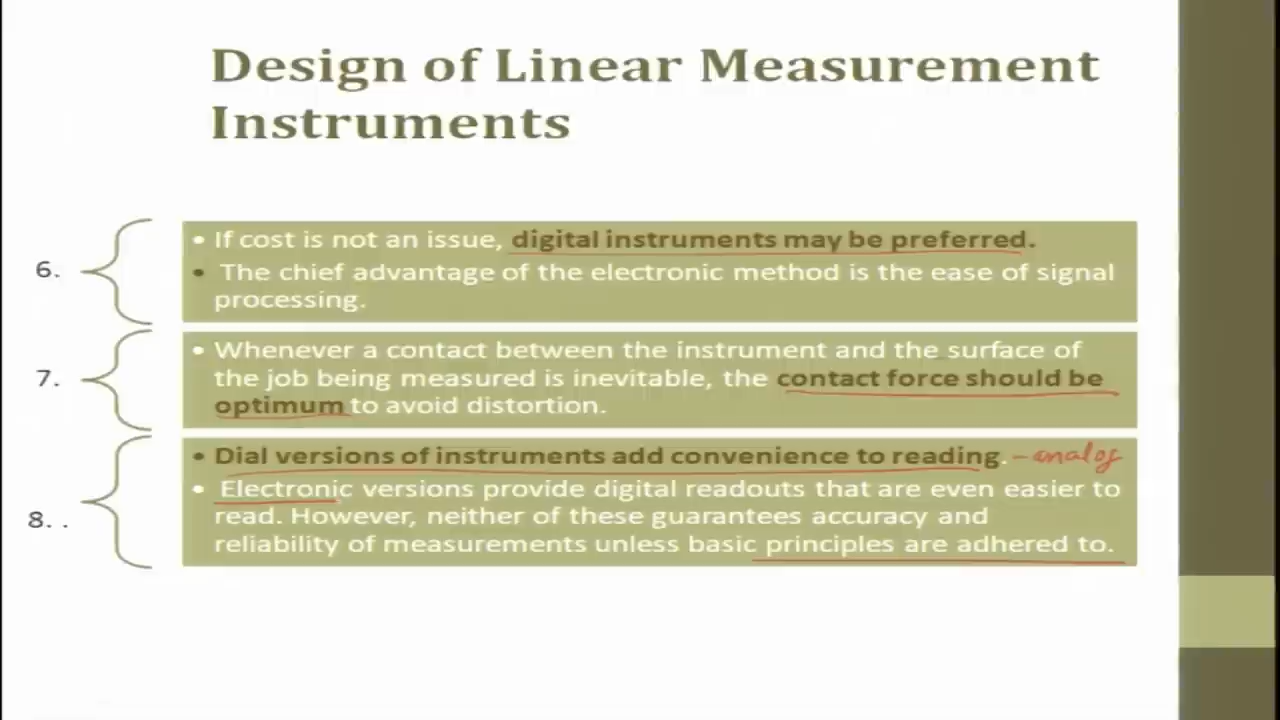 Design of Linear Measurement
Instruments
6.
• If cost is not an issue, digital instruments may be preferred.
• The chief advantage of the electronic method is the ease of signal
processing.
7.
• Whenever a contact between the instrument and the surface of
the job being measured is inevitable, the contact force should be
optimum to avoid distortion.
8. .
• Dial versions of instruments add convenience to reading. - analog
• Electronic versions provide digital readouts that are even easier to
read. However, neither of these guarantees accuracy and
reliability of measurements unless basic principles are adhered to.